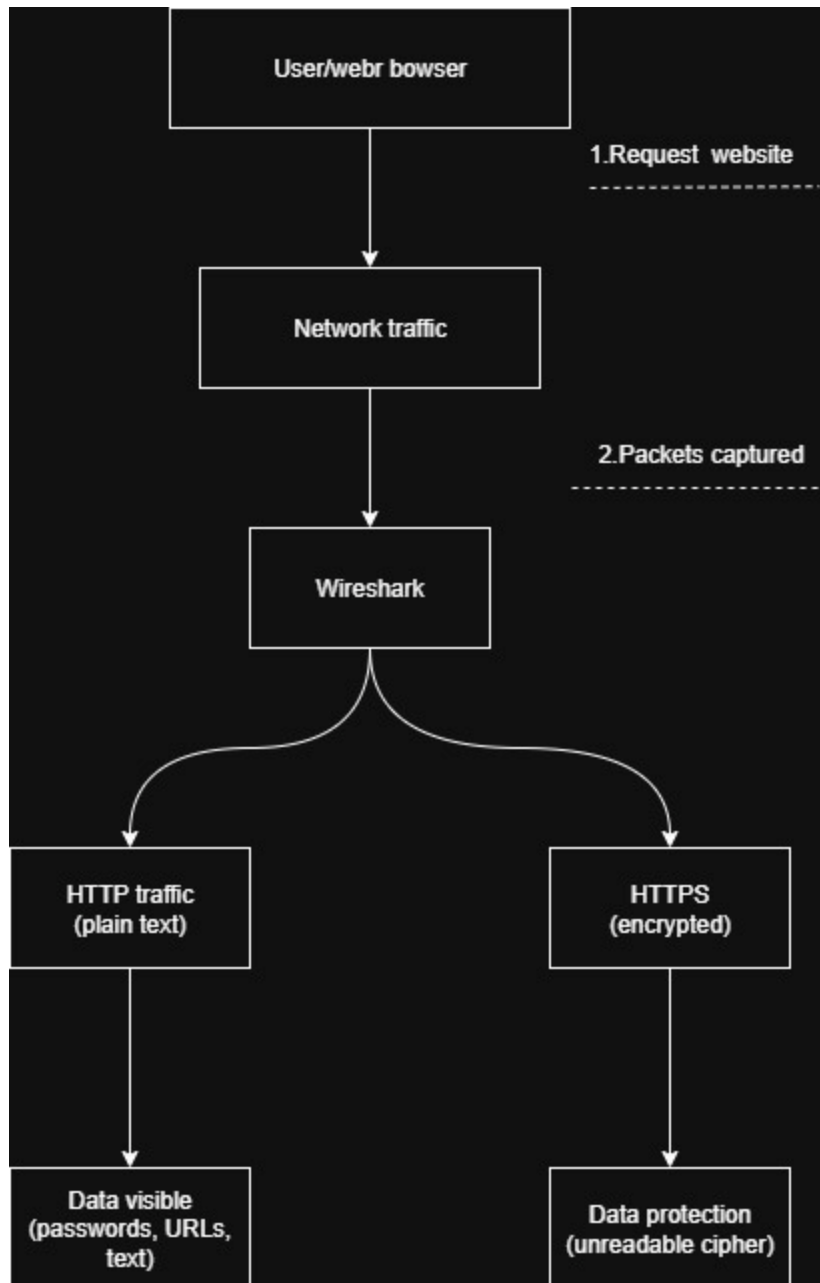 User/webr bowser
1.Request website
Network traffic
2.Packets captured
Wireshark
HTTP traffic
(plain text)
HTTPS
(encrypted)
Data visible
(passwords, URLs,
text)
Data protection
(unreadable cipher)